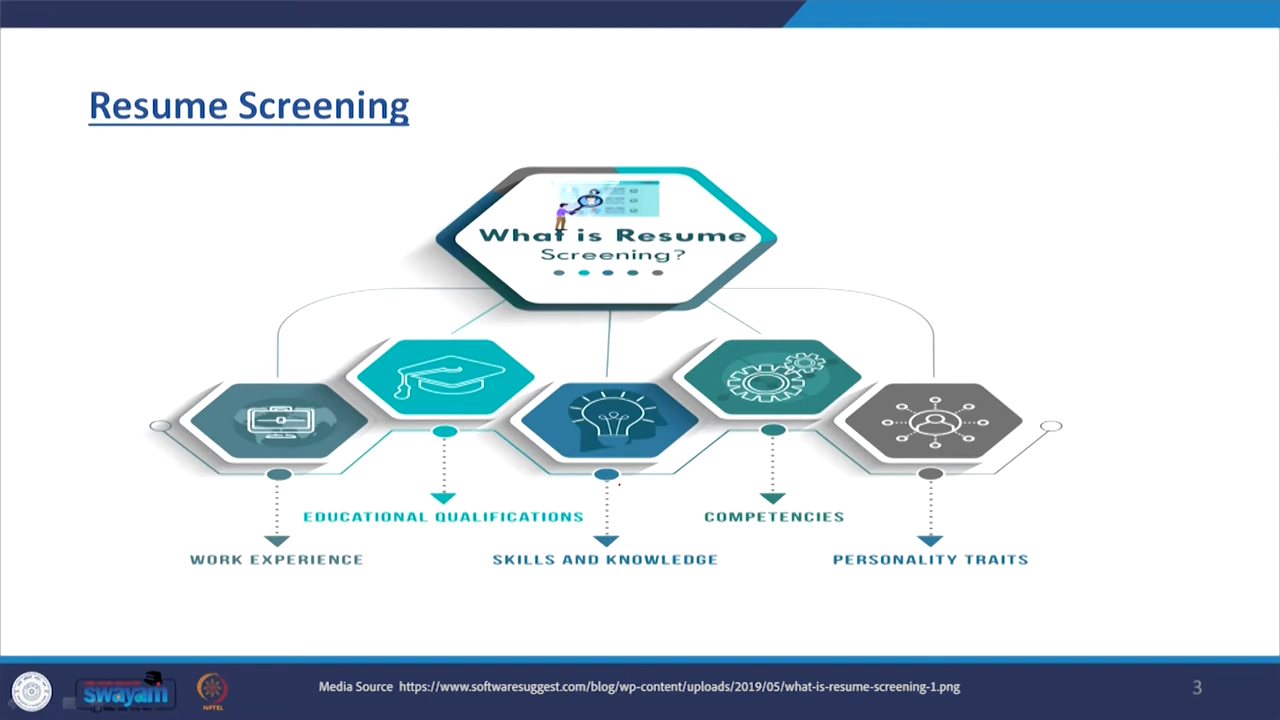 Resume Screening
What is Resume
Screening?
EDUCATIONAL QUALIFICATIONS
COMPETENCIES
WORK EXPERIENCE
SKILLS AND KNOWLEDGE
PERSONALITY TRAITS
swayam
NPTEL
Media Source https://www.softwaresuggest.com/blog/wp-content/uploads/2019/05/what-is-resume-screening-1.png
3